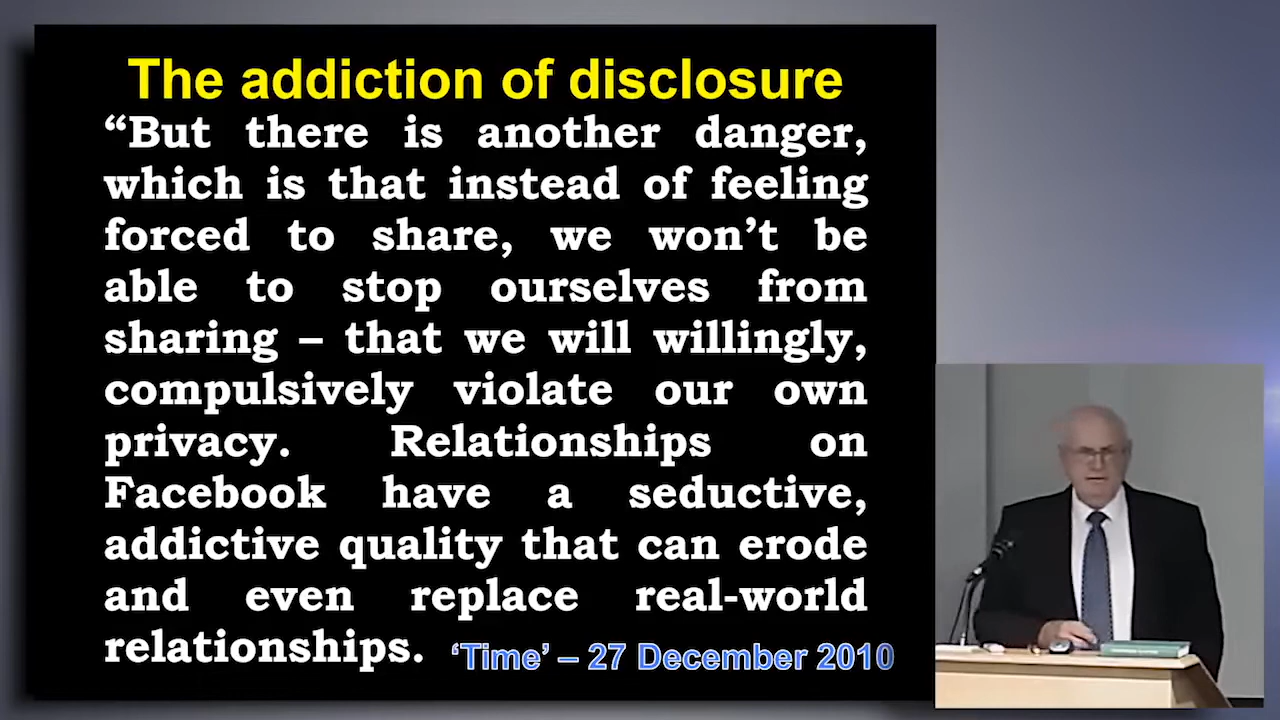 The addiction of disclosure
“But there is another danger,
which is that instead of feeling
forced to share, we won’t be
able to stop ourselves from
sharing – that we will willingly,
compulsively violate our own
privacy. Relationships on
Facebook have a seductive,
addictive quality that can erode
and even replace real-world
relationships. ‘Time’ – 27 December 2010